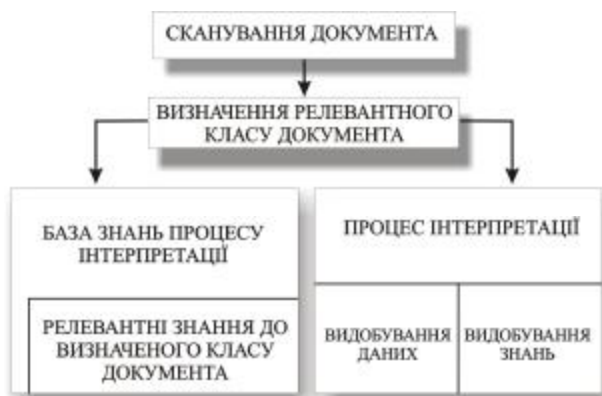 СКАНУВАННЯ ДОКУМЕНТА
ВИЗНАЧЕННЯ РЕЛЕВАНТНОГО
КЛАСУ ДОКУМЕНТА
БАЗА ЗНАНЬ ПРОЦЕСУ
ІНТЕРПРЕТАЦІЇ
РЕЛЕВАНТНІ ЗНАННЯ ДО
ВИЗНАЧЕНОГО КЛАСУ
ДОКУМЕНТА
ПРОЦЕС ІНТЕРПРЕТАЦІЇ
ВИДОБУВАННЯ
ДАНИХ
ВИДОБУВАННЯ
ЗНАНЬ